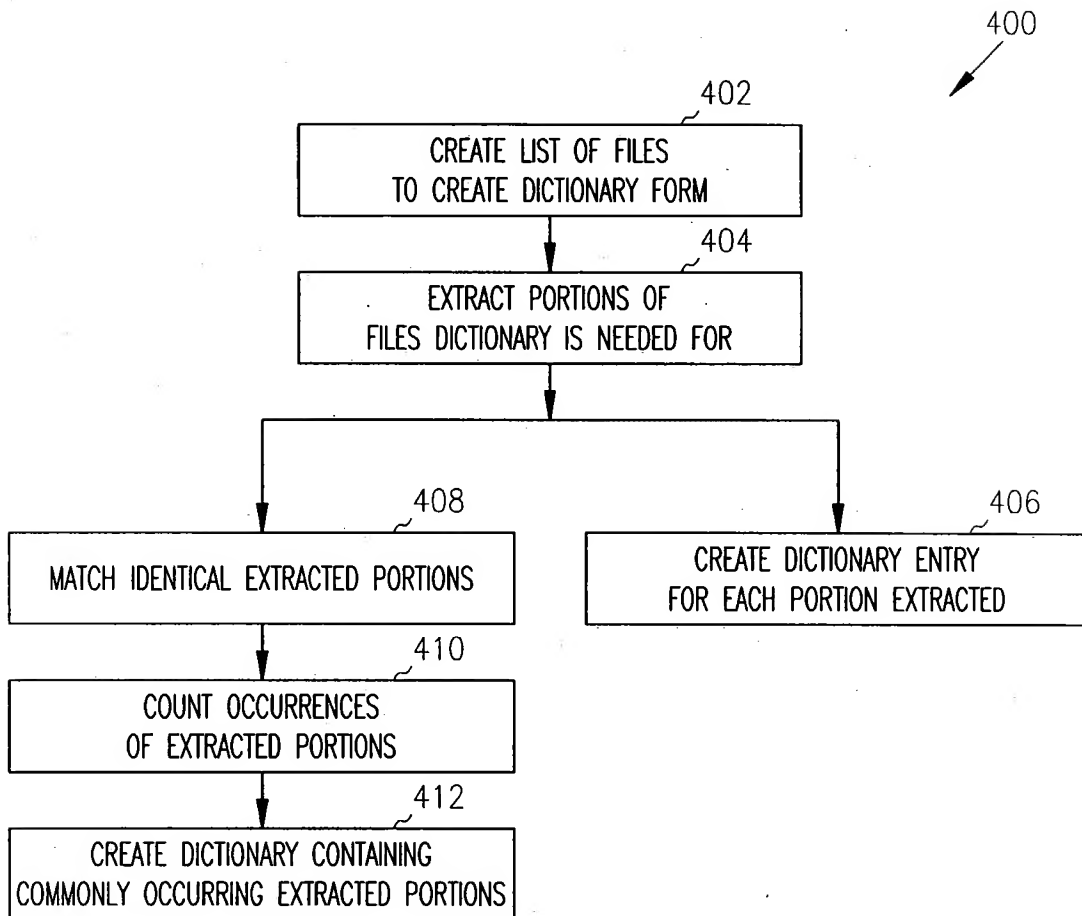 400
402
CREATE LIST OF FILES
TO CREATE DICTIONARY FORM
404
EXTRACT PORTIONS OF
FILES DICTIONARY IS NEEDED FOR
408
MATCH IDENTICAL EXTRACTED PORTIONS
406
CREATE DICTIONARY ENTRY
FOR EACH PORTION EXTRACTED
410
COUNT OCCURRENCES
OF EXTRACTED PORTIONS
412
CREATE DICTIONARY CONTAINING
COMMONLY OCCURRING EXTRACTED PORTIONS